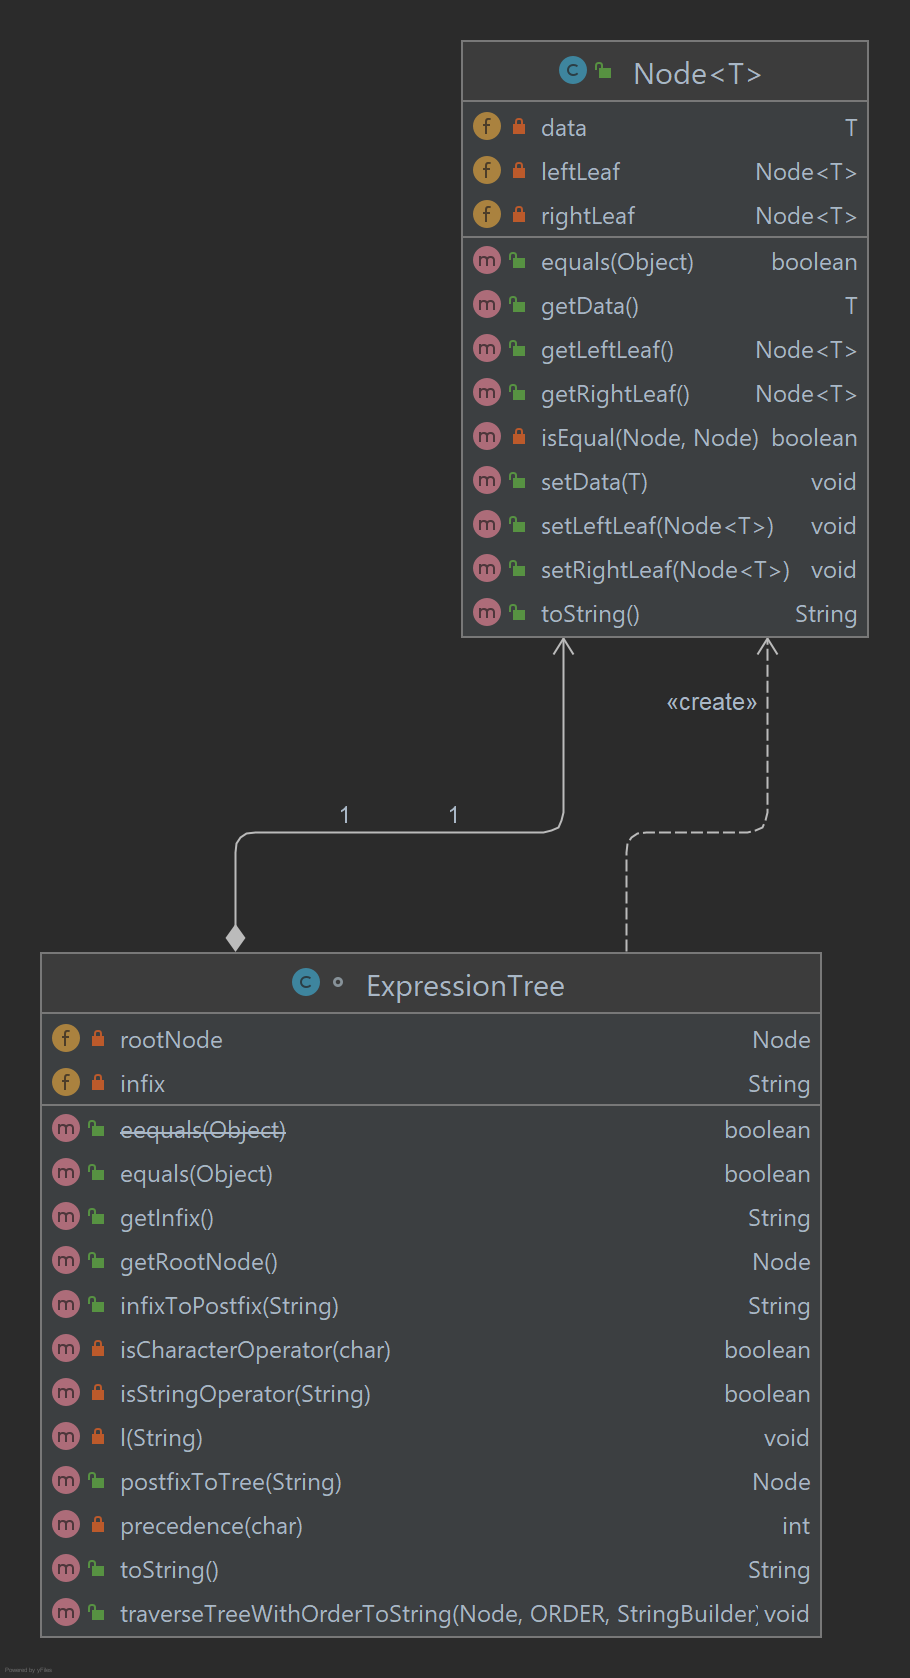 Node<T>
data T
leftLeaf Node<T>
rightLeaf Node<T>
equals(Object) boolean
getData() T
getLeftLeaf() Node<T>
getRightLeaf() Node<T>
isEqual(Node, Node) boolean
setData(T) void
setLeftLeaf(Node<T>) void
setRightLeaf(Node<T>) void
toString() String
«create»
1 1
ExpressionTree
rootNode Node
infix String
eequals(Object) boolean
equals(Object) boolean
getInfix() String
getRootNode() Node
infixToPostfix(String) String
isCharacterOperator(char) boolean
isStringOperator(String) boolean
l(String) void
postfixToTree(String) Node
precedence(char) int
toString() String
traverseTreeWithOrderToString(Node, ORDER, StringBuilder) void
Powered by yFiles